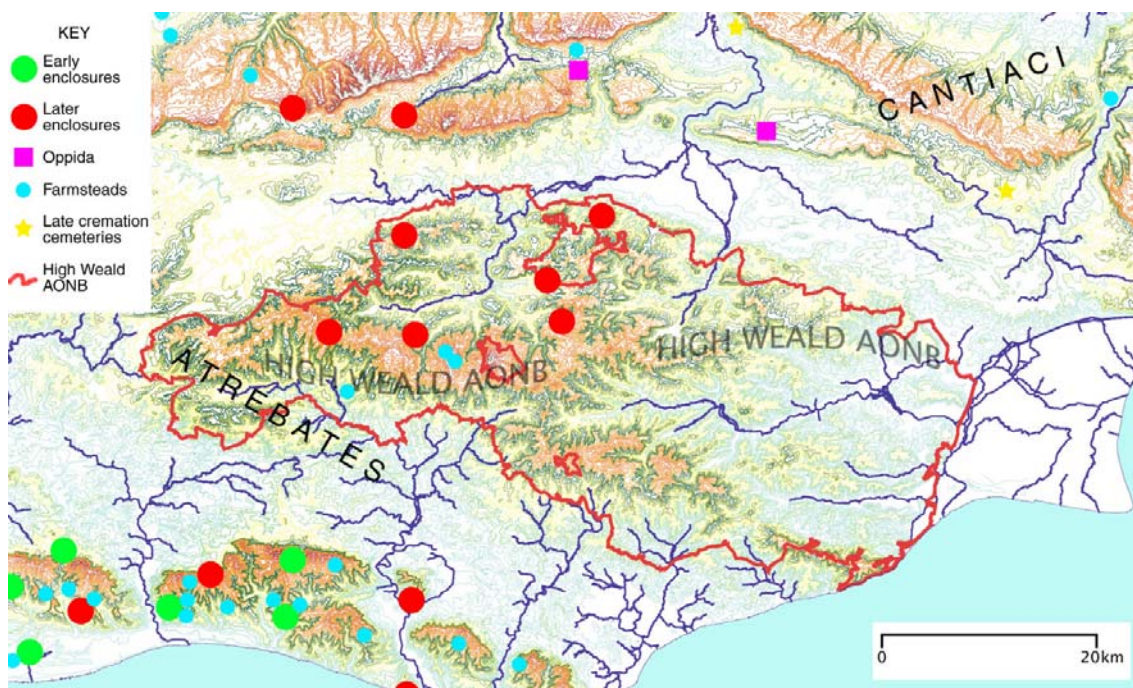 KEY
Early
enclosures
Later
enclosures
Oppida
Farmsteads
Late cremation
cemeteries
High Weald
AONB
CANTIACI
HIGH WEALD AONB
HIGH WEALD AONB
ATREBATES
0
20km